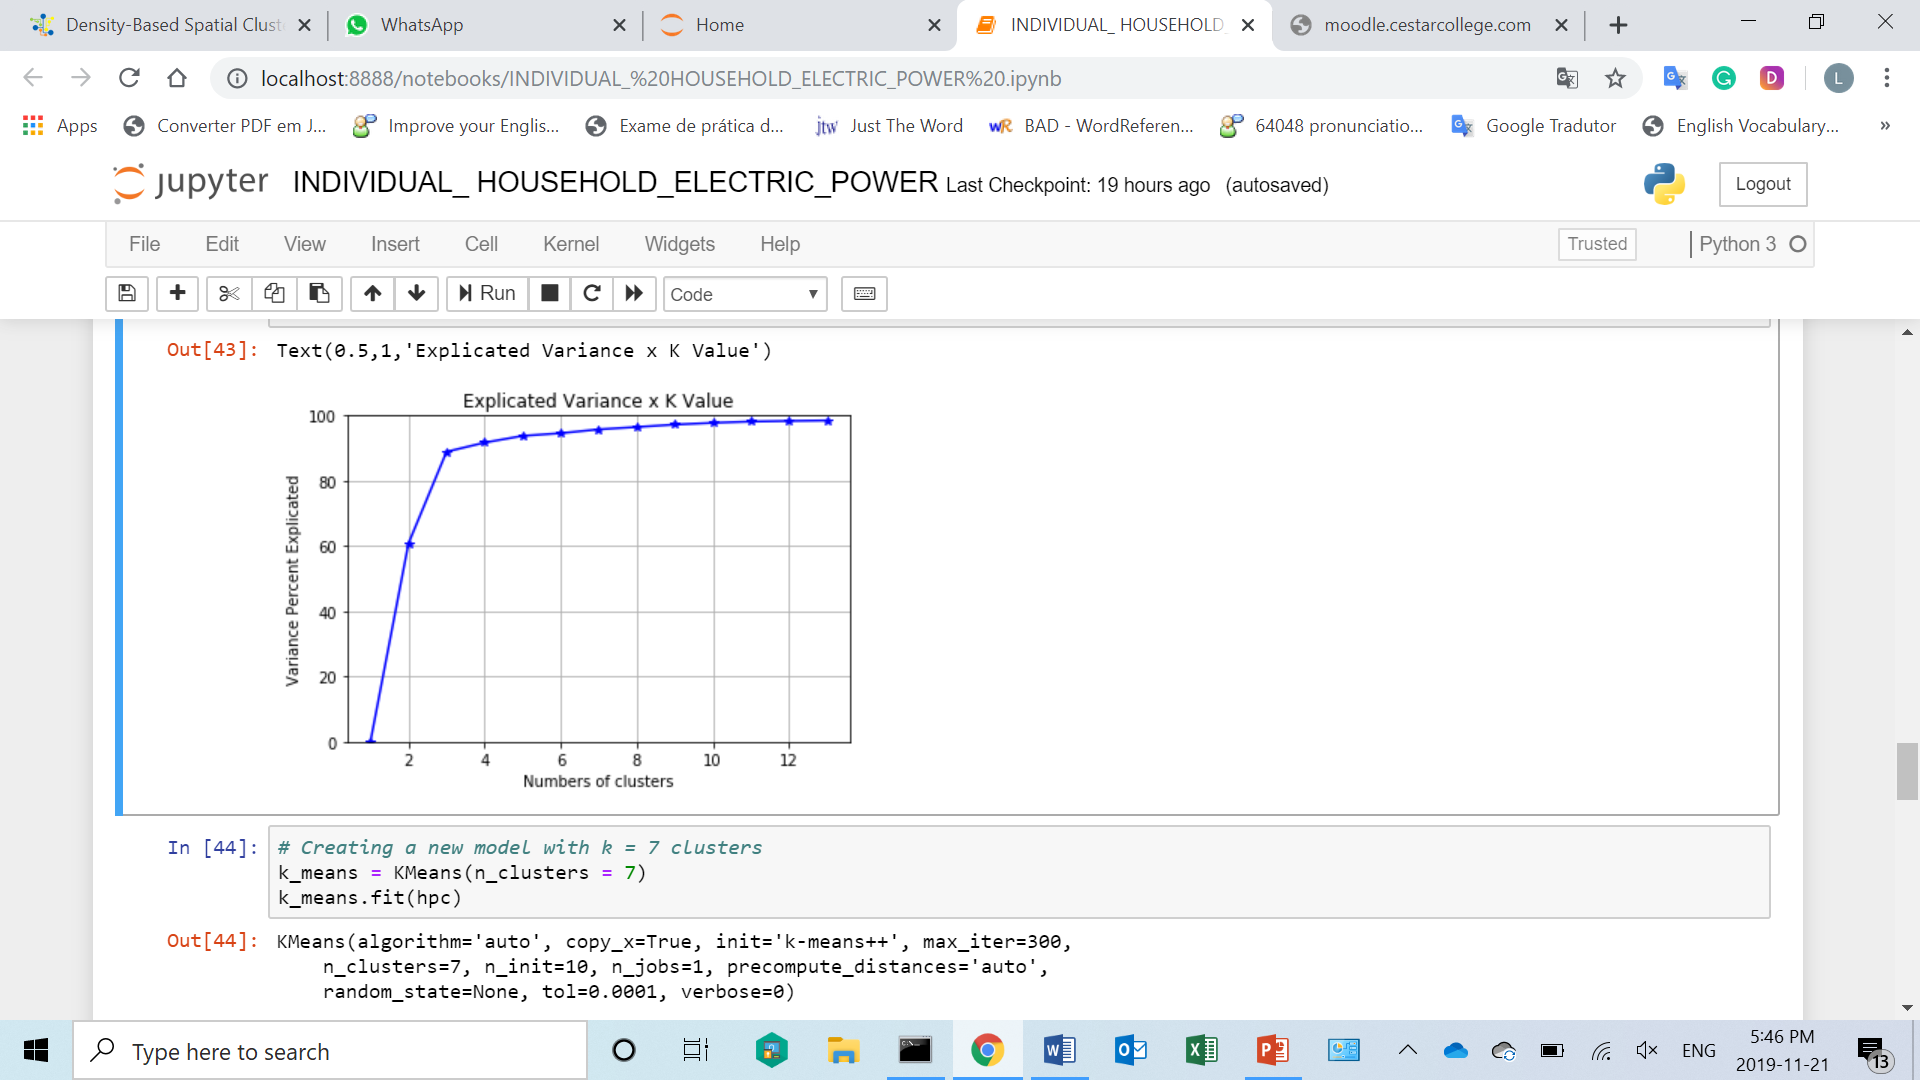 Density-Based Spatial Clust
WhatsApp
Home
INDIVIDUAL_ HOUSEHOLD_
moodle.cestarcollege.com
localhost:8888/notebooks/INDIVIDUAL_%20HOUSEHOLD_ELECTRIC_POWER%20.ipynb
L
Apps
Converter PDF em J...
Improve your Englis...
Exame de prática d...
jtw Just The Word
WR BAD - WordReferen...
64048 pronunciatio...
Google Tradutor
English Vocabulary...
»
jupyter INDIVIDUAL_ HOUSEHOLD_ELECTRIC_POWER Last Checkpoint: 19 hours ago (autosaved)
Logout
File Edit View Insert Cell Kernel Widgets Help
Trusted
Python 3
Run
Code
Out[43]: Text(0.5,1,'Explicated Variance x K Value')
Explicated Variance x K Value
100
80
60
40
20
0
Variance Percent Explicated
2 4 6 8 10 12
Numbers of clusters
In [44]: # Creating a new model with k = 7 clusters
k_means = KMeans(n_clusters = 7)
k_means.fit(hpc)
Out[44]: KMeans(algorithm='auto', copy_x=True, init='k-means++', max_iter=300,
n_clusters=7, n_init=10, n_jobs=1, precompute_distances='auto',
random_state=None, tol=0.0001, verbose=0)
Type here to search
ENG
5:46 PM
2019-11-21
13